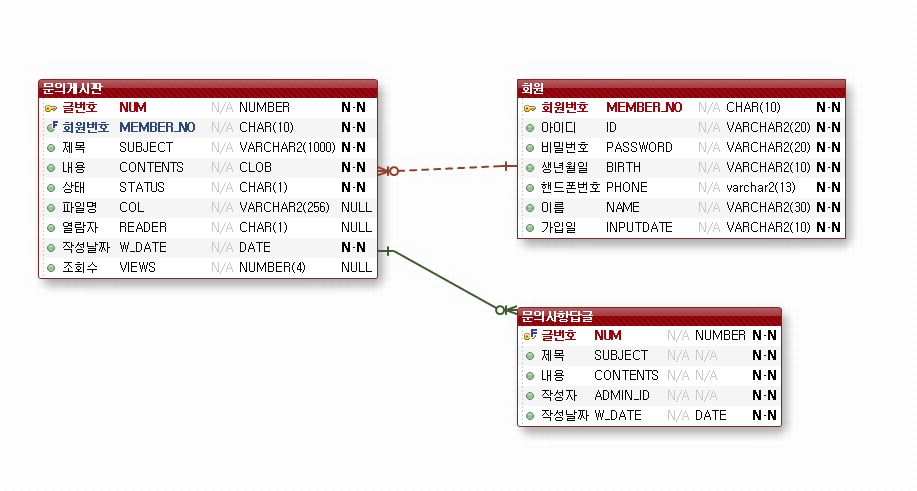 문의게시판
글번호 NUM N/A NUMBER N-N
회원번호 MEMBER_NO N/A CHAR(10) N-N
제목 SUBJECT N/A VARCHAR2(1000) N-N
내용 CONTENTS N/A CLOB N-N
상태 STATUS N/A CHAR(1) N-N
파일명 COL N/A VARCHAR2(256) NULL
열람자 READER N/A CHAR(1) NULL
작성날짜 W_DATE N/A DATE N-N
조회수 VIEWS N/A NUMBER(4) NULL
회원
회원번호 MEMBER_NO N/A CHAR(10) N-N
아이디 ID N/A VARCHAR2(20) N-N
비밀번호 PASSWORD N/A VARCHAR2(20) N-N
생년월일 BIRTH N/A VARCHAR2(10) N-N
핸드폰번호 PHONE N/A varchar2(13) N-N
이름 NAME N/A VARCHAR2(30) N-N
가입일 INPUTDATE N/A VARCHAR2(10) N-N
문의사항답글
글번호 NUM N/A NUMBER N-N
제목 SUBJECT N/A N/A N-N
내용 CONTENTS N/A N/A N-N
작성자 ADMIN_ID N/A N/A N-N
작성날짜 W_DATE N/A DATE N-N